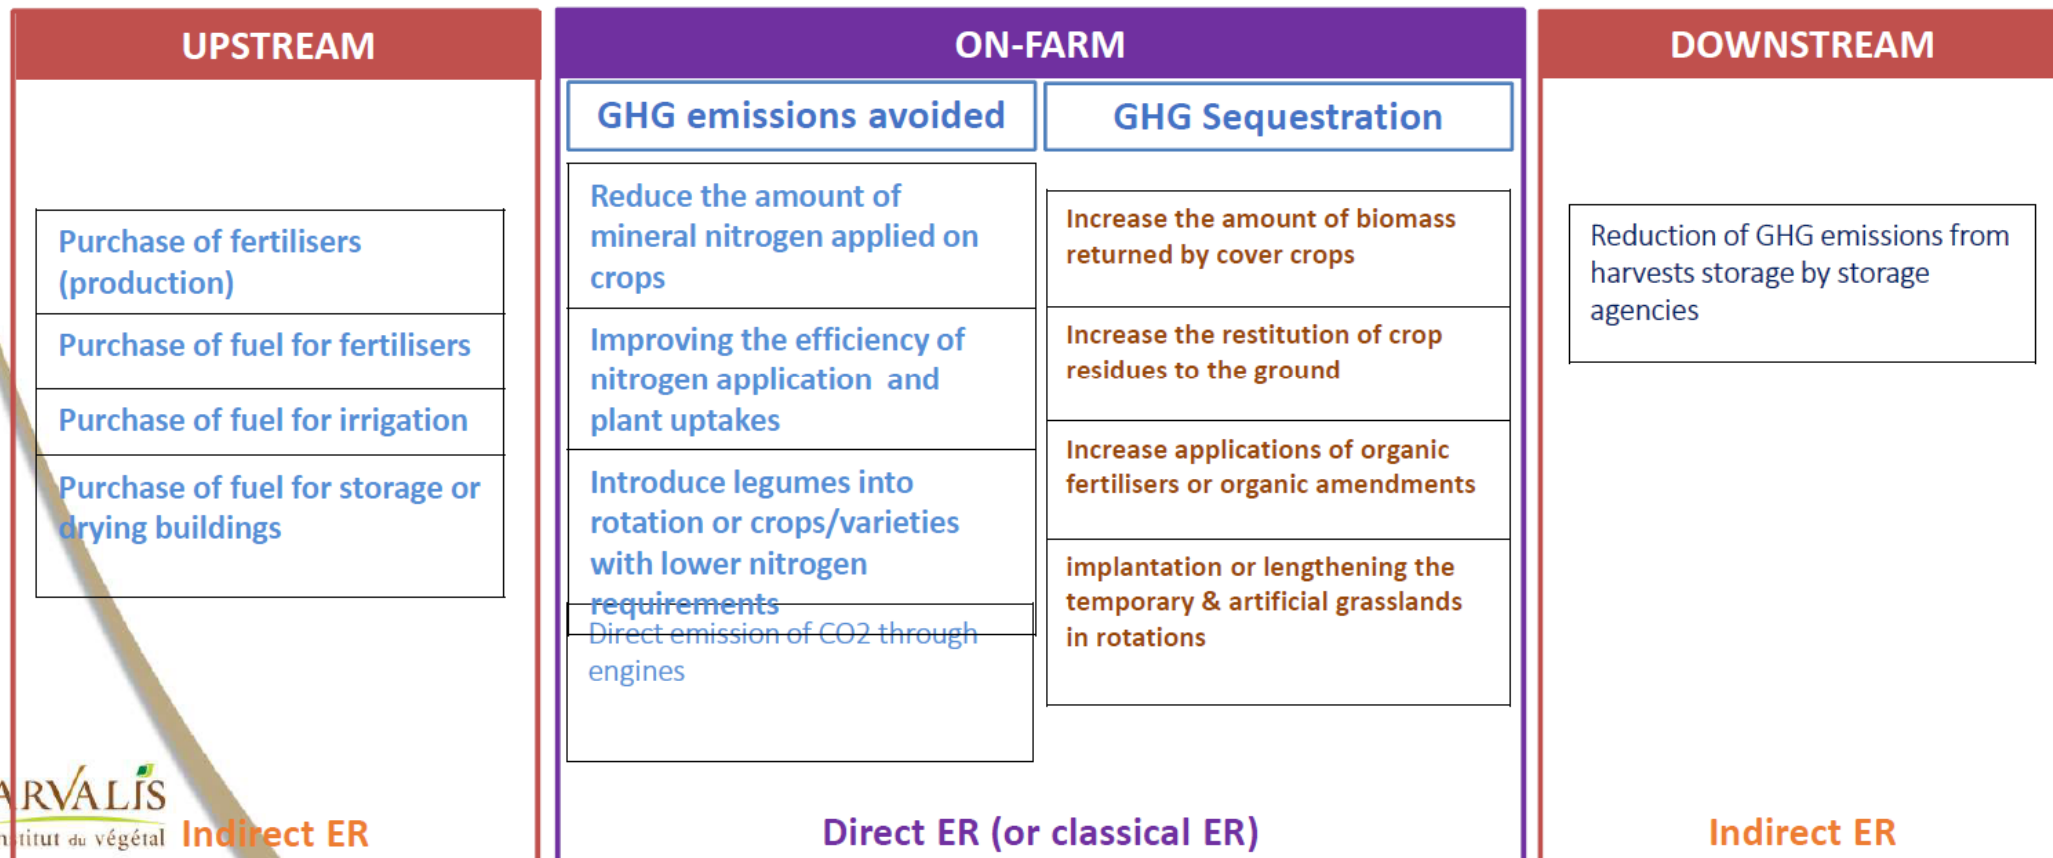 UPSTREAM
Purchase of fertilisers
(production)
Purchase of fuel for fertilisers
Purchase of fuel for irrigation
Purchase of fuel for storage or
drying buildings
ARVALIS
Institut du végétal
Indirect ER
ON-FARM
GHG emissions avoided
Reduce the amount of
mineral nitrogen applied on
crops
Improving the efficiency of
nitrogen application and
plant uptakes
Introduce legumes into
rotation or crops/varieties
with lower nitrogen
requirements
Direct emission of CO2 through
engines
GHG Sequestration
Increase the amount of biomass
returned by cover crops
Increase the restitution of crop
residues to the ground
Increase applications of organic
fertilisers or organic amendments
implantation or lengthening the
temporary & artificial grasslands
in rotations
Direct ER (or classical ER)
DOWNSTREAM
Reduction of GHG emissions from
harvests storage by storage
agencies
Indirect ER